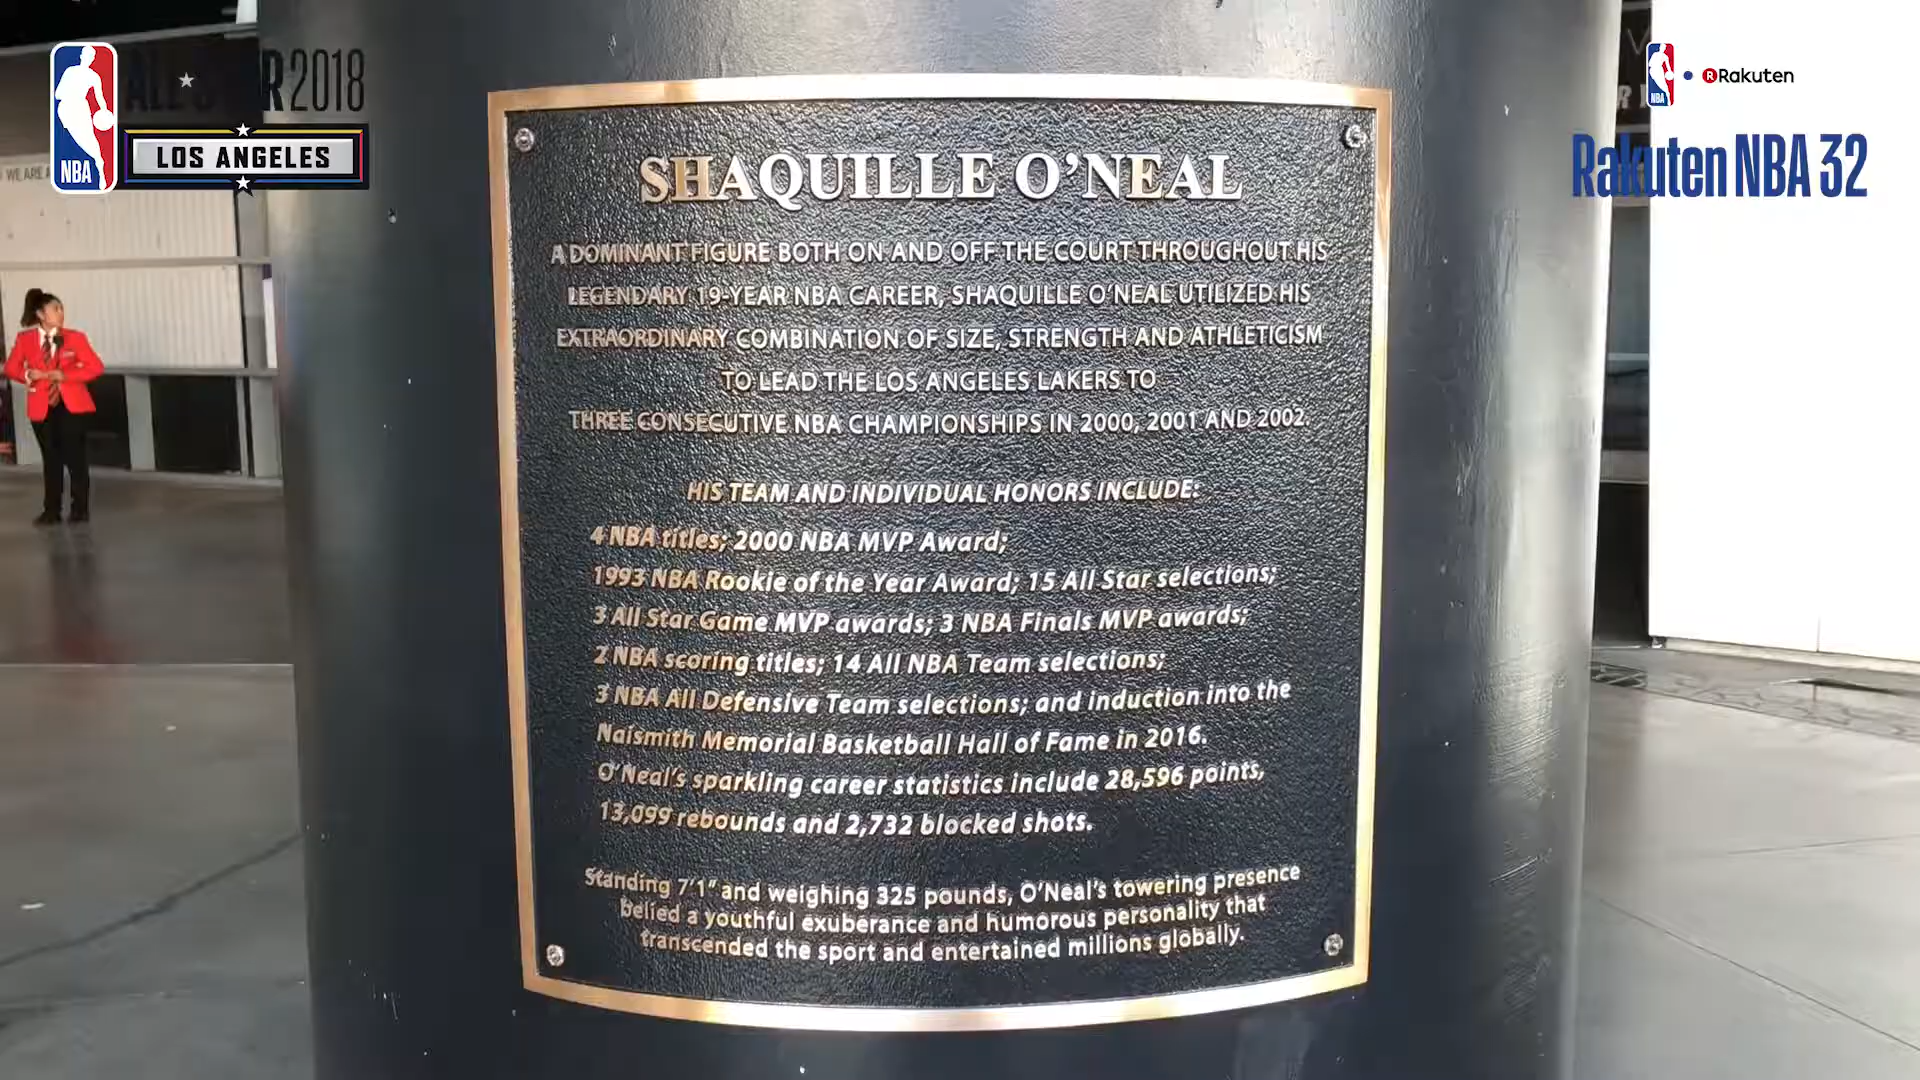 ALL-STAR 2018
NBA
LOS ANGELES
NBA
Rakuten
Rakuten NBA 32
WE ARE
SHAQUILLE O'NEAL
A DOMINANT FIGURE BOTH ON AND OFF THE COURT THROUGHOUT HIS
LEGENDARY 19-YEAR NBA CAREER, SHAQUILLE O'NEAL UTILIZED HIS
EXTRAORDINARY COMBINATION OF SIZE, STRENGTH AND ATHLETICISM
TO LEAD THE LOS ANGELES LAKERS TO
THREE CONSECUTIVE NBA CHAMPIONSHIPS IN 2000, 2001 AND 2002.
HIS TEAM AND INDIVIDUAL HONORS INCLUDE:
4 NBA titles; 2000 NBA MVP Award;
1993 NBA Rookie of the Year Award; 15 All Star selections;
3 All Star Game MVP awards; 3 NBA Finals MVP awards;
2 NBA scoring titles; 14 All NBA Team selections;
3 NBA All Defensive Team selections; and induction into the
Naismith Memorial Basketball Hall of Fame in 2016.
O'Neal's sparkling career statistics include 28,596 points,
13,099 rebounds and 2,732 blocked shots.
Standing 7'1" and weighing 325 pounds, O'Neal's towering presence
belied a youthful exuberance and humorous personality that
transcended the sport and entertained millions globally.